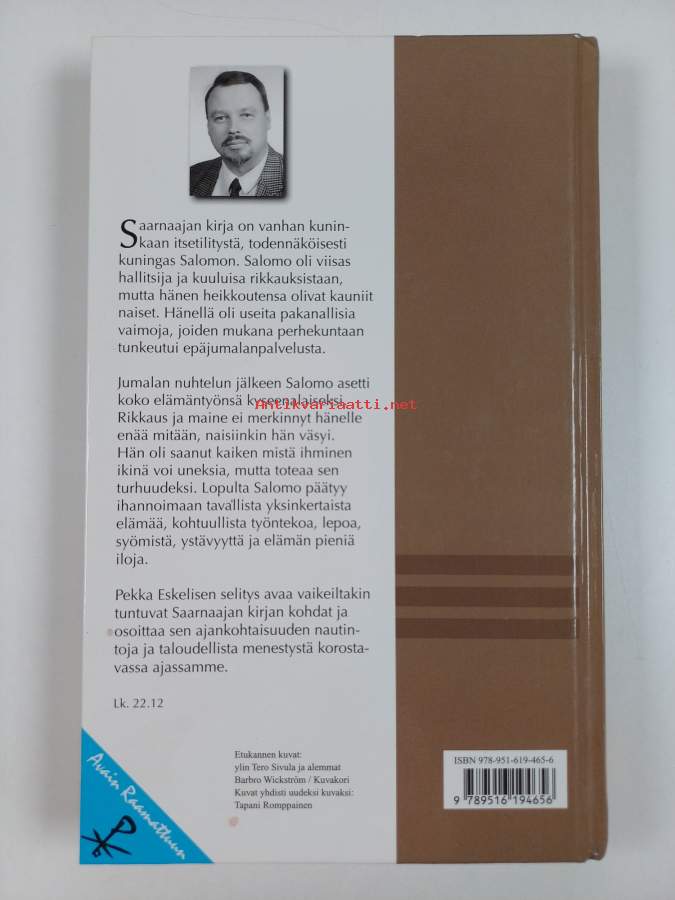 Saarnaajan kirja on vanhan kunin-
kaan itsetilitystä, todennäköisesti
kuningas Salomon. Salomo oli viisas
hallitsija ja kuuluisa rikkauksistaan,
mutta hänen heikkoutensa olivat kauniit
naiset. Hänellä oli useita pakanallisia
vaimoja, joiden mukana perhekuntaan
tunkeutui epäjumalanpalvelusta.
Jumalan nuhtelun jälkeen Salomo asetti
koko elämäntyönsä kyseenalaiseksi.
Antikvariaatti.net
Rikkaus ja maine ei merkinnyt hänelle
enää mitään, naisiinkin hän väsyi.
Hän oli saanut kaiken mistä ihminen
ikinä voi uneksia, mutta toteaa sen
turhuudeksi. Lopulta Salomo päätyy
ihannoimaan tavallista yksinkertaista
elämää, kohtuullista työntekoa, lepoa,
syömistä, ystävyyttä ja elämän pieniä
iloja.
Pekka Eskelisen selitys avaa vaikeiltakin
tuntuvat Saarnaajan kirjan kohdat ja
osoittaa sen ajankohtaisuuden nautin-
toja ja taloudellista menestystä korosta-
vassa ajassamme.
Lk. 22.12
Etukannen kuvat:
ylin Tero Sivula ja alemmat
Barbro Wickström / Kuvakori
Kuvat yhdisti uudeksi kuvaksi:
Tapani Romppainen
Avain Raamattuun
ISBN 978-951-619-465-6
9 789516 194656